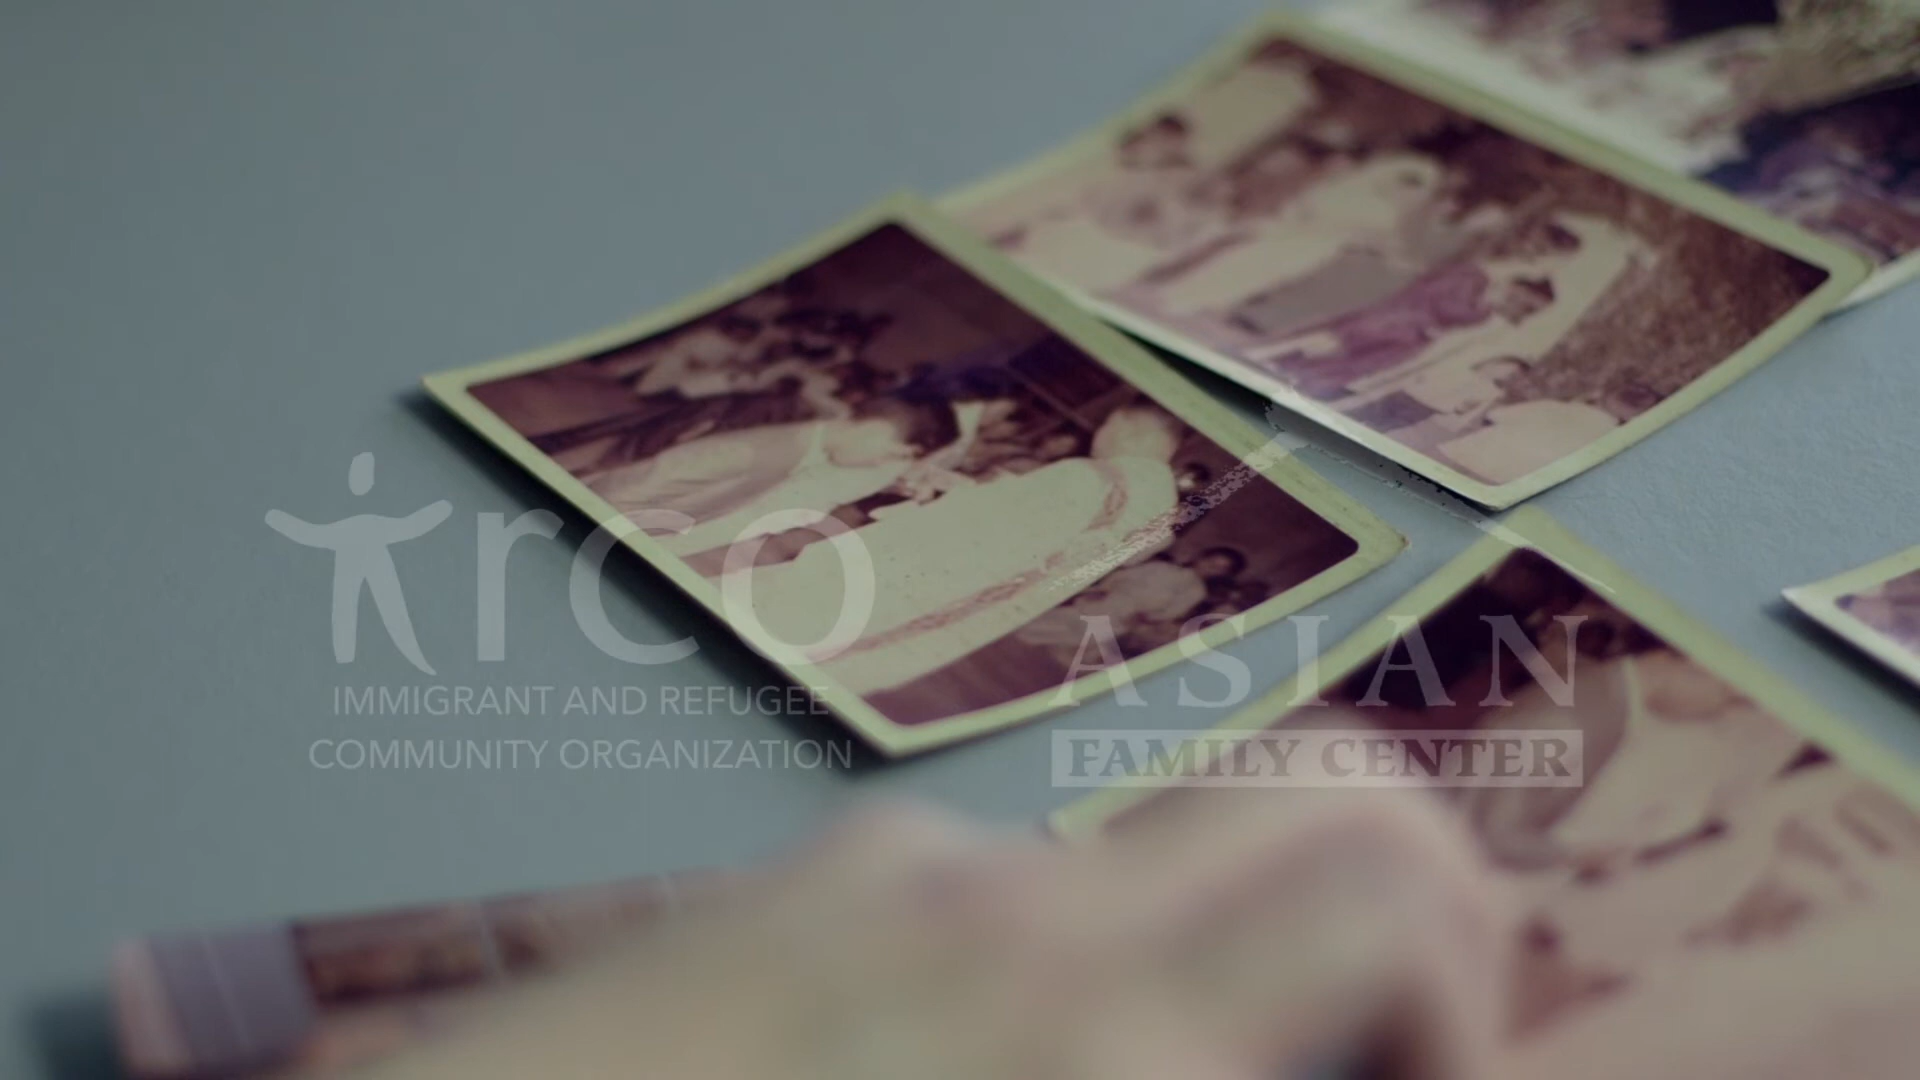 irco
IMMIGRANT AND REFUGEE
COMMUNITY ORGANIZATION
ASIAN
FAMILY CENTER